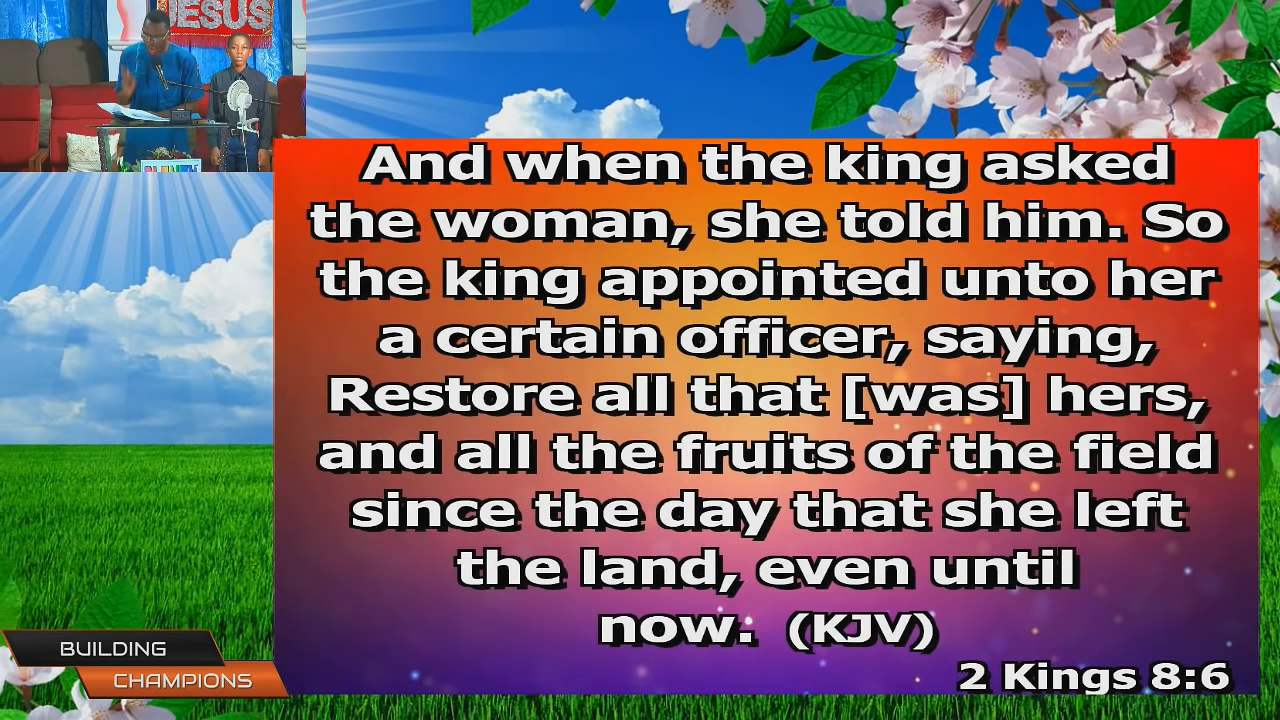 JESUS
And when the king asked
the woman, she told him. So
the king appointed unto her
a certain officer, saying,
Restore all that [was] hers,
and all the fruits of the field
since the day that she left
the land, even until
now. (KJV)
2 Kings 8:6
BUILDING
CHAMPIONS